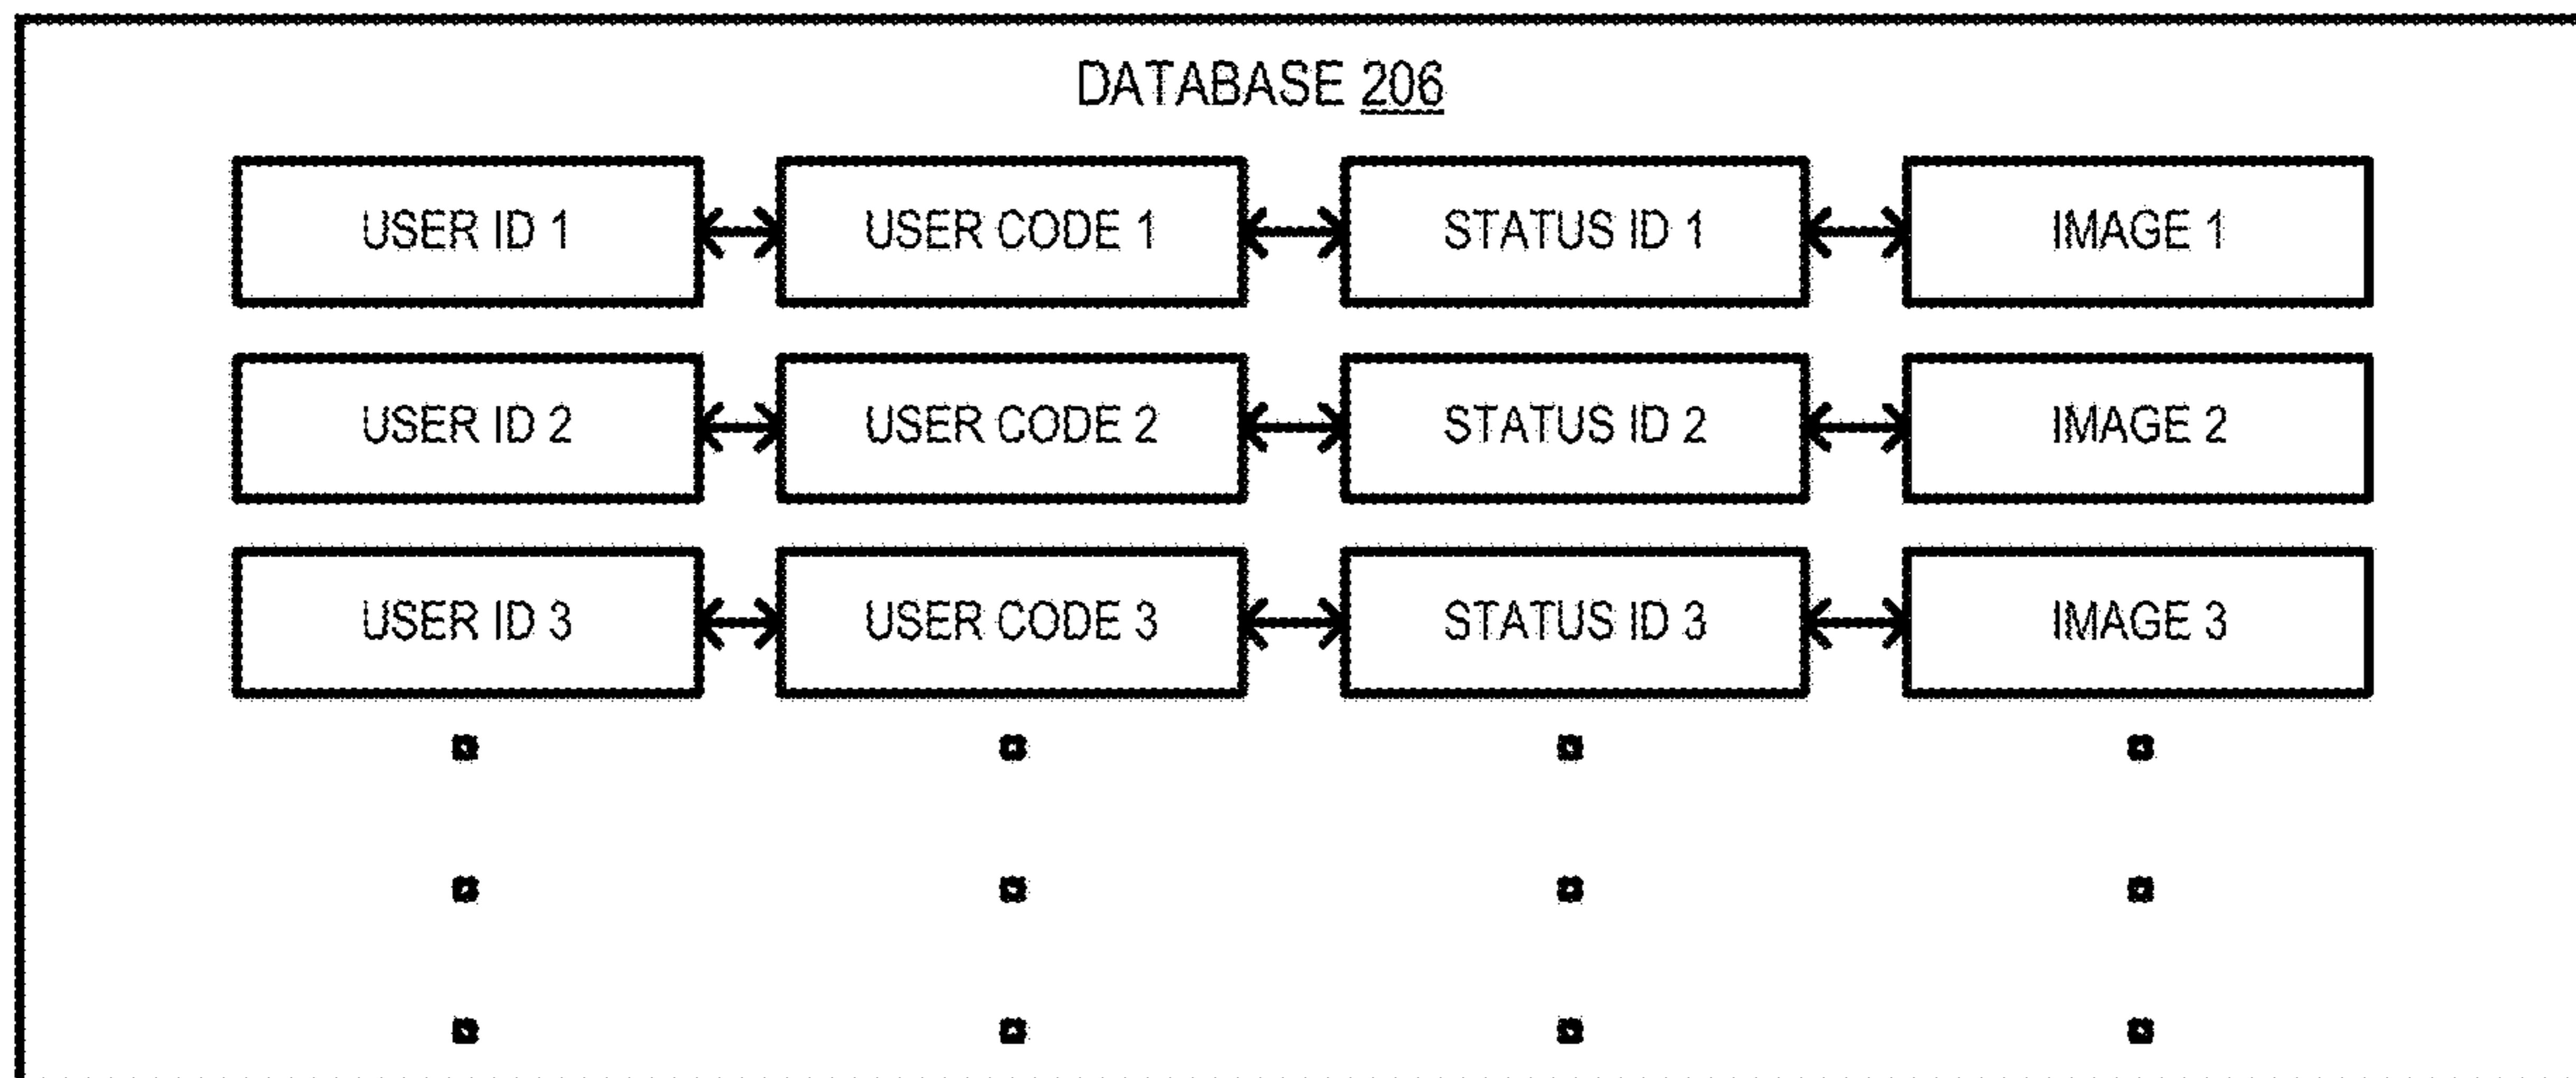 DATABASE 206
USER ID 1 USER CODE 1 STATUS ID 1 IMAGE 1
USER ID 2 USER CODE 2 STATUS ID 2 IMAGE 2
USER ID 3 USER CODE 3 STATUS ID 3 IMAGE 3